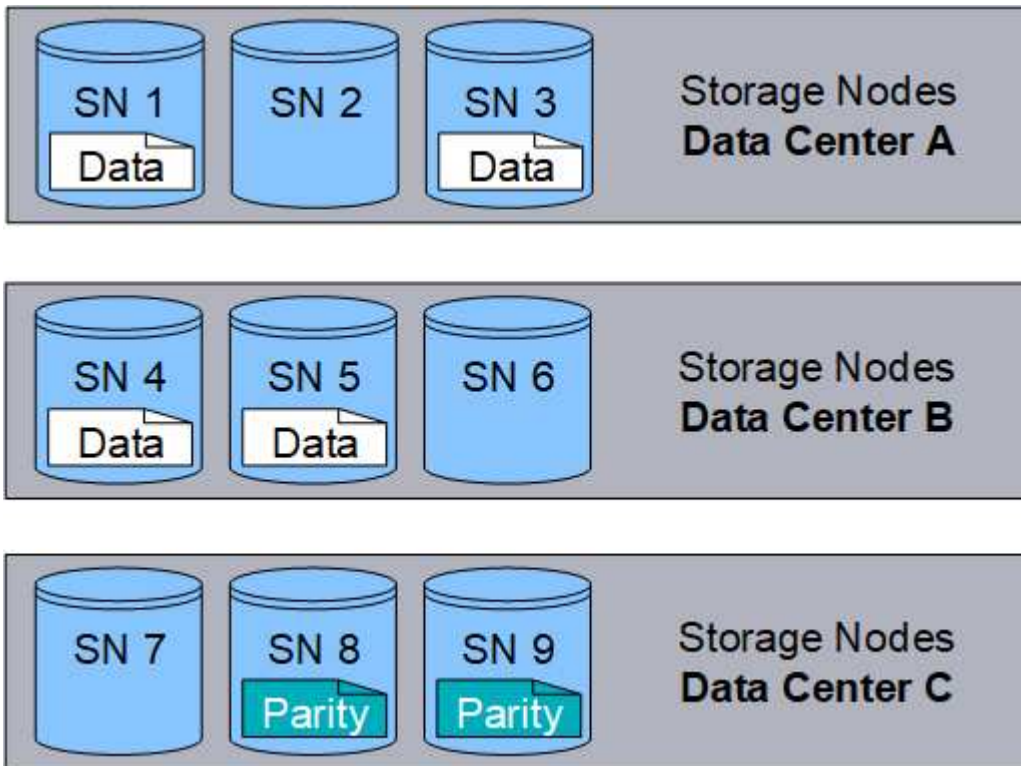 SN 1 SN 2 SN 3 Storage Nodes
Data Data Data Center A
SN 4 SN 5 SN 6 Storage Nodes
Data Data Data Center B
SN 7 SN 8 SN 9 Storage Nodes
Parity Parity Data Center C